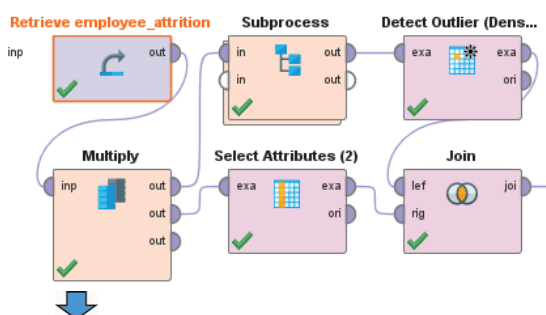 Retrieve employee_attrition
Subprocess
Detect Outlier (Dens...
inp
out
in
out
exa
exa
in
out
ori
Multiply
Select Attributes (2)
Join
inp
out
exa
exa
lef
joi
out
ori
rig
out